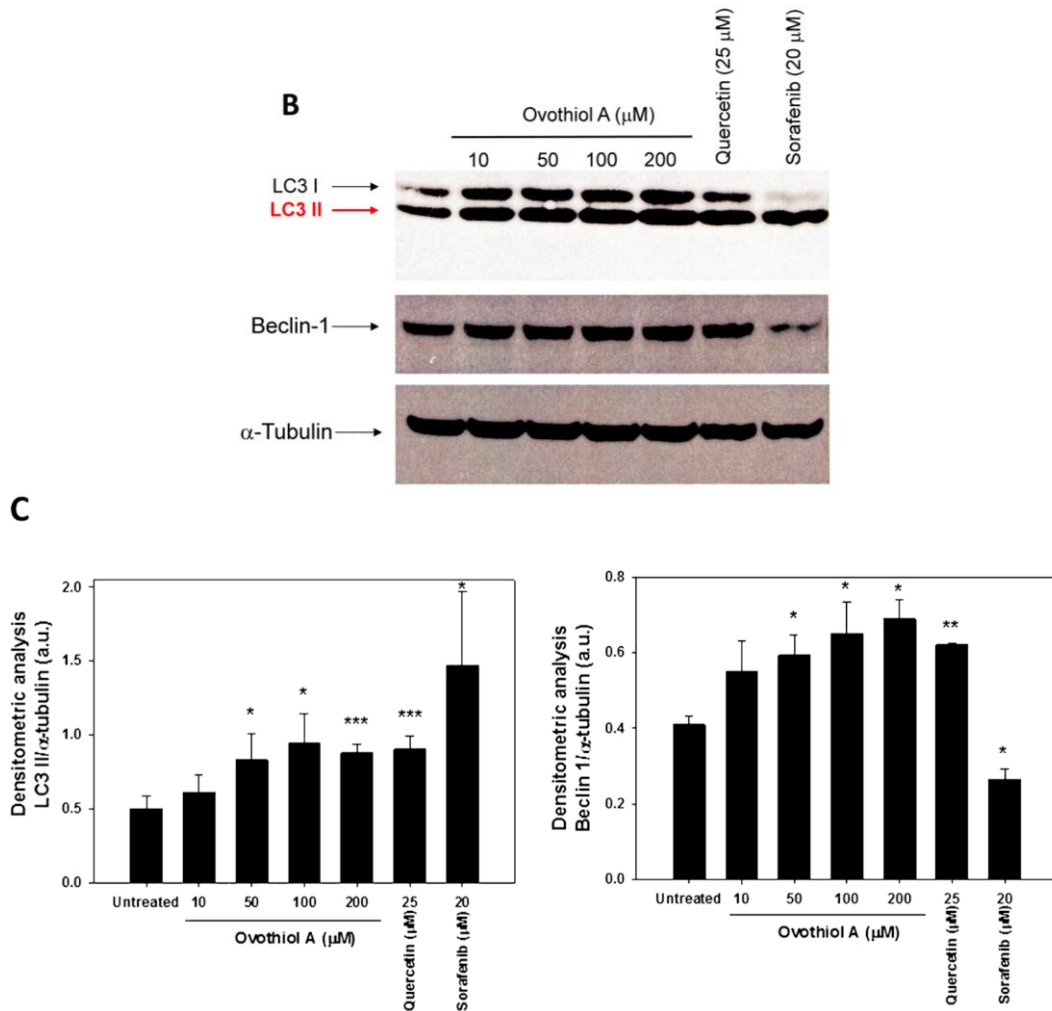 B
Ovothiol A (μM)
Quercetin (25 μM)
Sorafenib (20 μM)
10 50 100 200
LC3 I
LC3 II
Beclin-1
α-Tubulin
C
Densitometric analysis
LC3 II/α-tubulin (a.u.)
2.0
1.5
1.0
0.5
0.0
* * *** *** *
Untreated 10 50 100 200 25 20
Ovothiol A (μM)
Quercetin (μM)
Sorafenib (μM)
Densitometric analysis
Beclin 1/α-tubulin (a.u.)
0.8
0.6
0.4
0.2
0.0
* * * ** *
Untreated 10 50 100 200 25 20
Ovothiol A (μM)
Quercetin (μM)
Sorafenib (μM)